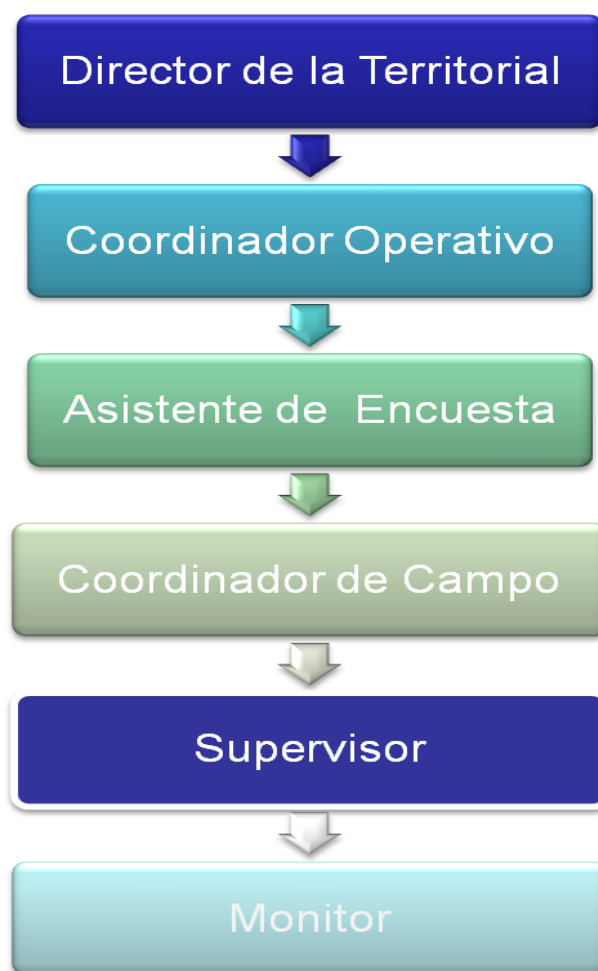 Director de la Territorial
Coordinador Operativo
Asistente de Encuesta
Coordinador de Campo
Supervisor
Monitor